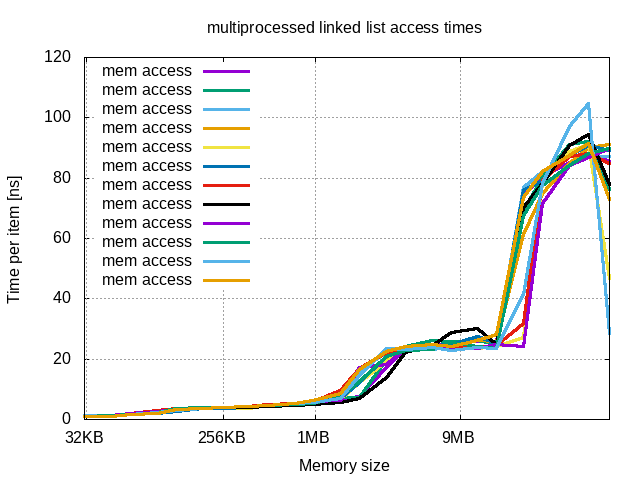 multiprocessed linked list access times
120
100
80
60
40
20
0
Time per item [ns]
mem access
mem access
mem access
mem access
mem access
mem access
mem access
mem access
mem access
mem access
mem access
mem access
32KB 256KB 1MB 9MB
Memory size